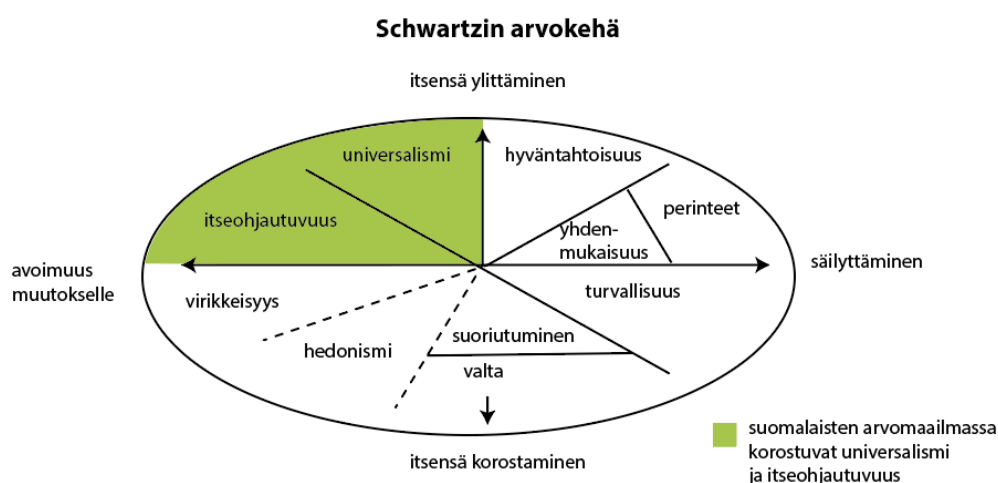 Schwartzin arvokehä
itsensä ylittäminen
universalismi
hyväntahtoisuus
itseohjautuvuus
perinteet
yhden-
mukaisuus
avoimuus
muutokselle
säilyttäminen
virikkeisyys
turvallisuus
hedonismi
suoriutuminen
valta
itsensä korostaminen
suomalaisten arvomaailmassa
korostuvat universalismi
ja itseohjautuvuus